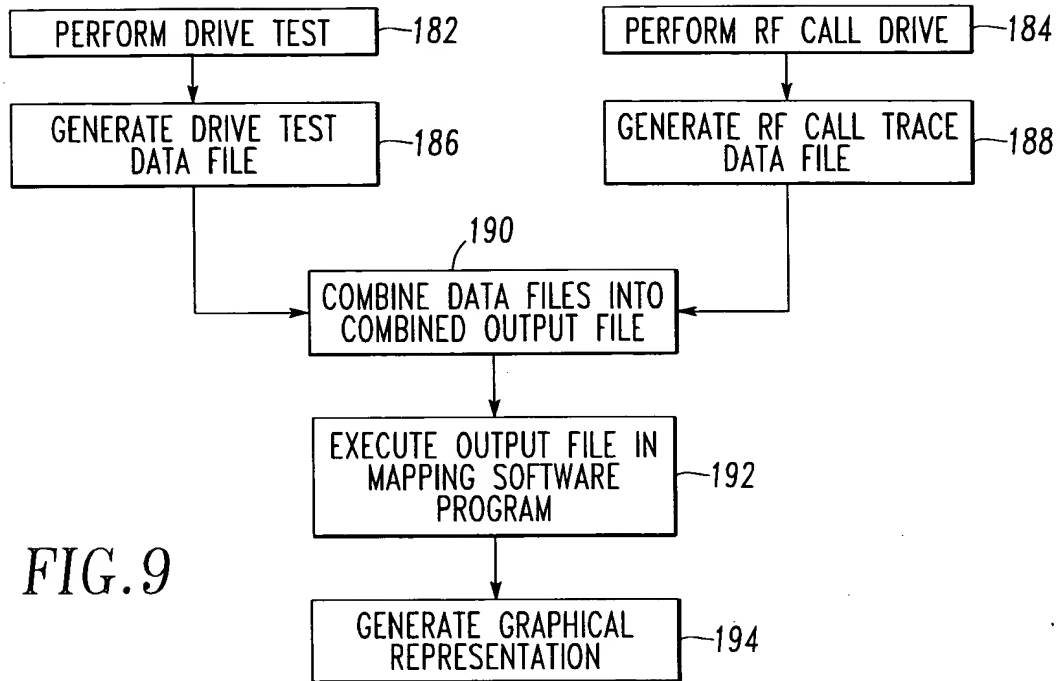 PERFORM DRIVE TEST
182
PERFORM RF CALL DRIVE
184
GENERATE DRIVE TEST
DATA FILE
186
GENERATE RF CALL TRACE
DATA FILE
188
190
COMBINE DATA FILES INTO
COMBINED OUTPUT FILE
EXECUTE OUTPUT FILE IN
MAPPING SOFTWARE
PROGRAM
192
FIG. 9
GENERATE GRAPHICAL
REPRESENTATION
194